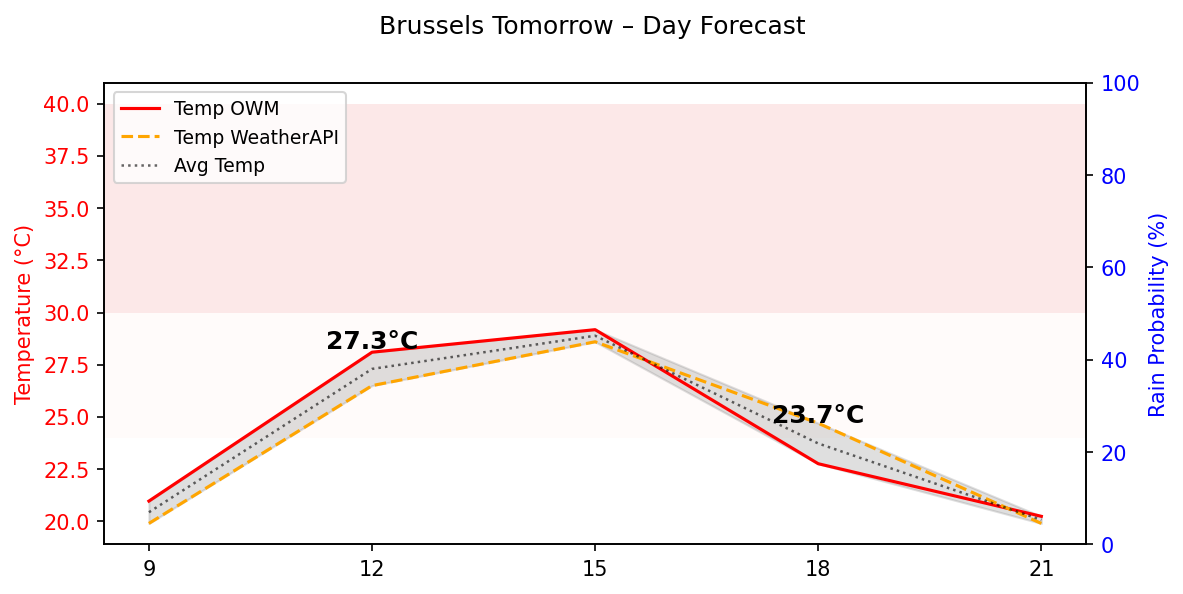 Brussels Tomorrow – Day Forecast
Temp OWM
Temp WeatherAPI
Avg Temp
Temperature (°C)
40.0
37.5
35.0
32.5
30.0
27.5
25.0
22.5
20.0
27.3°C
23.7°C
100
80
60
40
20
0
Rain Probability (%)
9 12 15 18 21